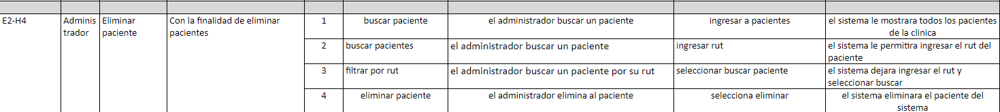 E2-H4
Adminis
trador
Eliminar
paciente
Con la finalidad de eliminar
pacientes
1
buscar paciente
el administrador buscar un paciente
ingresar a pacientes
el sistema le mostrara todos los pacientes
de la clinica
2
buscar pacientes
el administrador buscar un paciente
ingresar rut
el sistema le permitira ingresar el rut del
paciente
3
filtrar por rut
el administrador buscar un paciente por su rut
seleccionar buscar paciente
el sistema dejara ingresar el rut y
seleccionar buscar
4
eliminar paciente
el administrador elimina al paciente
selecciona eliminar
el sistema eliminara el paciente del
sistema